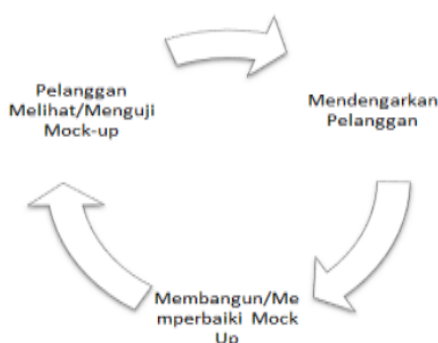 Pelanggan
Melihat/Menguji
Mock-up
Mendengarkan
Pelanggan
Membangun/Me
mperbaiki Mock
Up